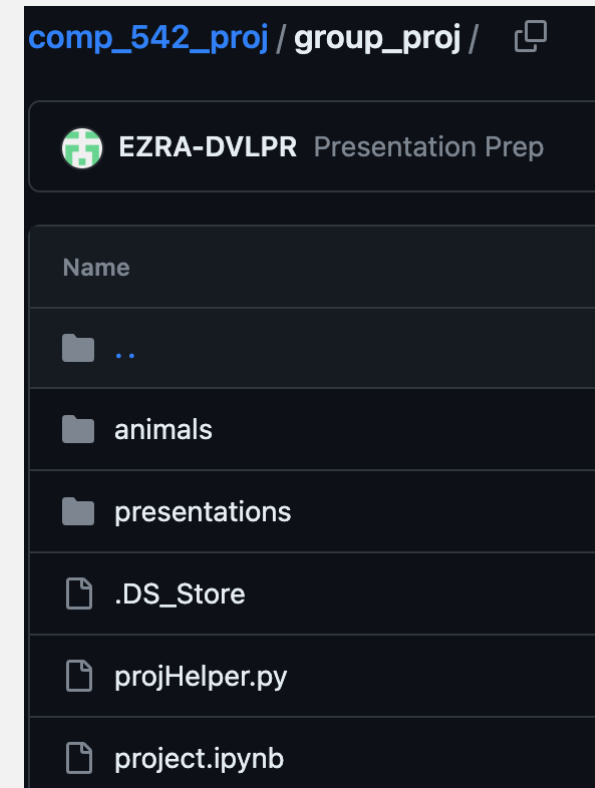 comp_542_proj / group_proj /
EZRA-DVLPR Presentation Prep
Name
..
animals
presentations
.DS_Store
projHelper.py
project.ipynb